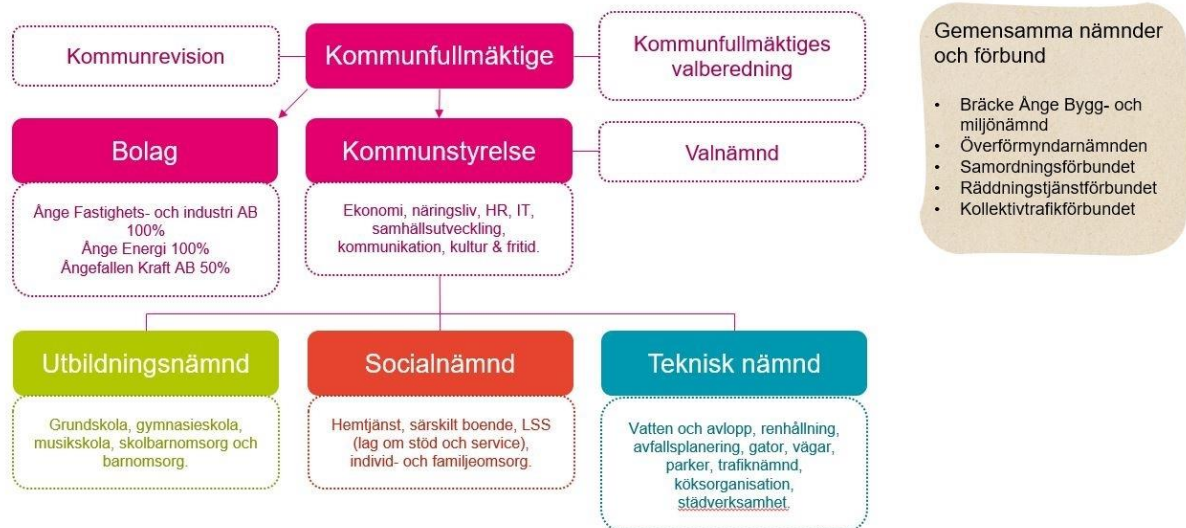 Kommunrevision
Kommunfullmäktige
Kommunfullmäktiges
valberedning
Bolag
Ånge Fastighets- och industri AB
100%
Ånge Energi 100%
Ångefallen Kraft AB 50%
Kommunstyrelse
Ekonomi, näringsliv, HR, IT,
samhällsutveckling,
kommunikation, kultur & fritid.
Valnämnd
Utbildningsnämnd
Grundskola, gymnasieskola,
musikskola, skolbarnomsorg och
barnomsorg.
Socialnämnd
Hemtjänst, särskilt boende, LSS
(lag om stöd och service),
individ- och familjeomsorg.
Teknisk nämnd
Vatten och avlopp, renhållning,
avfallsplanering, gator, vägar,
parker, trafiknämnd,
köksorganisation,
städverksamhet.
Gemensamma nämnder
och förbund
• Bräcke Ånge Bygg- och
miljönämnd
• Överförmyndarnämnden
• Samordningsförbundet
• Räddningstjänstförbundet
• Kollektivtrafikförbundet